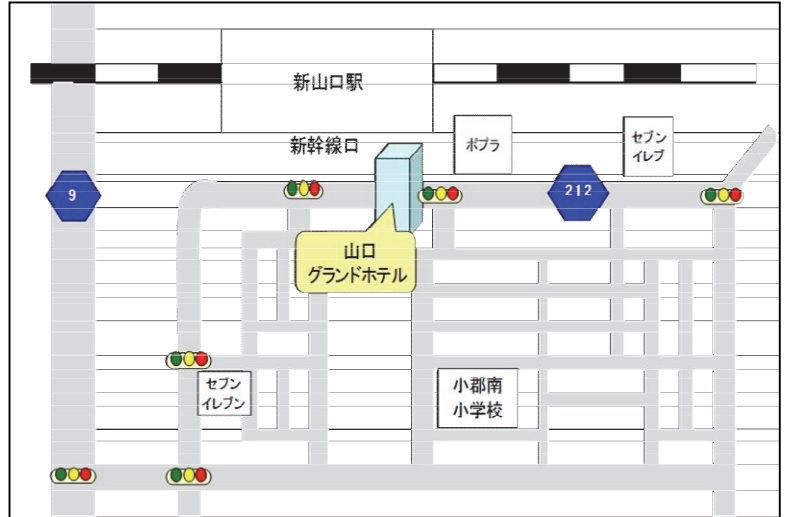 新山口駅
新幹線口
ポプラ
セブン
イレブ
9
212
山口
グランドホテル
セブン
イレブン
小郡南
小学校